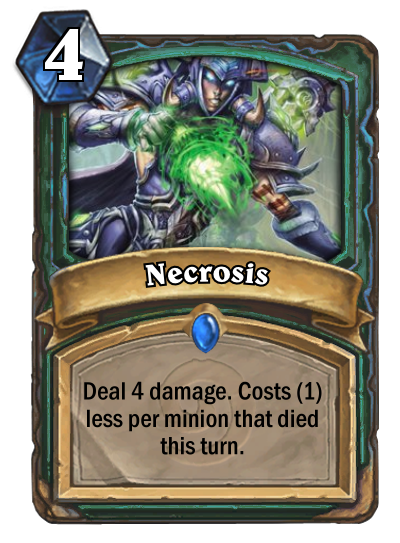 4
Necrosis
Deal 4 damage. Costs (1)
less per minion that died
this turn.